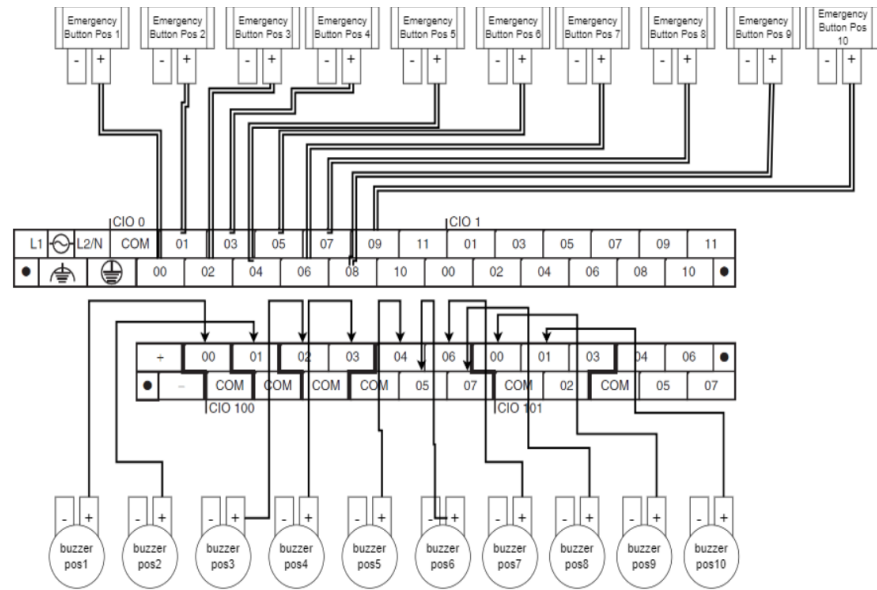 Emergency Button Pos 1
Emergency Button Pos 2
Emergency Button Pos 3
Emergency Button Pos 4
Emergency Button Pos 5
Emergency Button Pos 6
Emergency Button Pos 7
Emergency Button Pos 8
Emergency Button Pos 9
Emergency Button Pos 10
- + - + - + - + - + - + - + - + - + - +
CIO 0 CIO 1
L1 L2/N COM 01 03 05 07 09 11 01 03 05 07 09 11
00 02 04 06 08 10 00 02 04 06 08 10
+ 00 01 02 03 04 06 00 01 03 04 06
- COM COM COM COM 05 07 COM 02 COM 05 07
CIO 100 CIO 101
- + - + - + - + - + - + - + - + - + - +
buzzer pos1
buzzer pos2
buzzer pos3
buzzer pos4
buzzer pos5
buzzer pos6
buzzer pos7
buzzer pos8
buzzer pos9
buzzer pos10